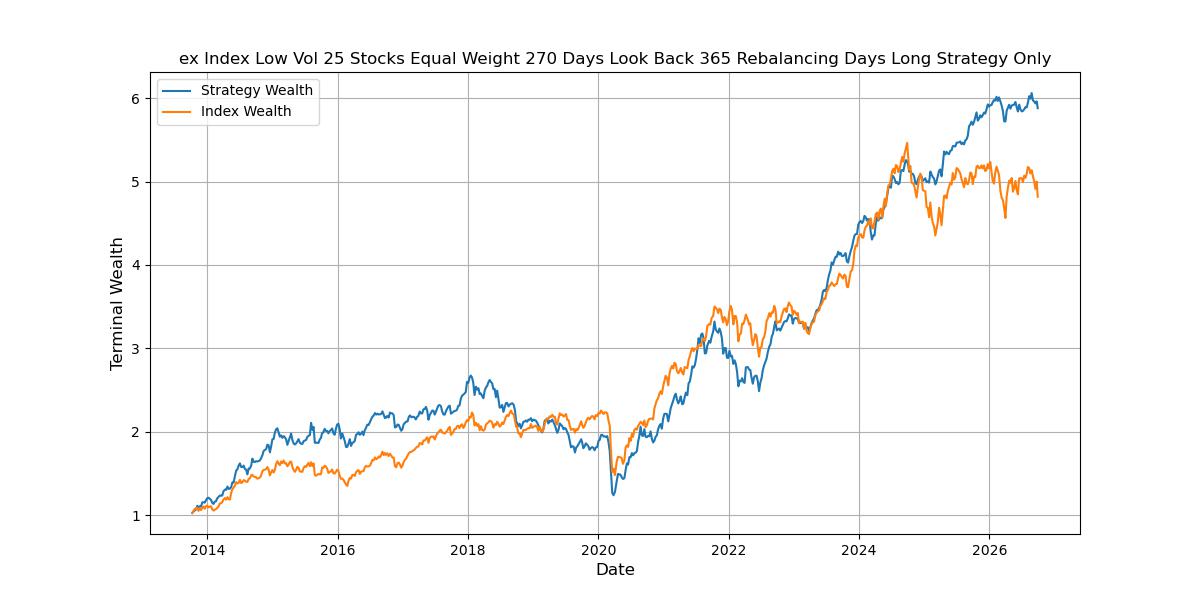 ex Index Low Vol 25 Stocks Equal Weight 270 Days Look Back 365 Rebalancing Days Long Strategy Only
Strategy Wealth
Index Wealth
6
5
4
3
2
1
Terminal Wealth
2014 2016 2018 2020 2022 2024 2026
Date